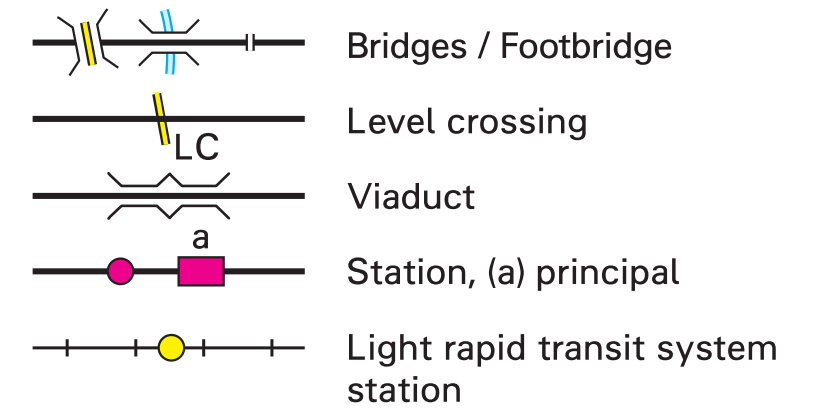 Bridges / Footbridge
Level crossing
LC
Viaduct
a
Station, (a) principal
Light rapid transit system
station